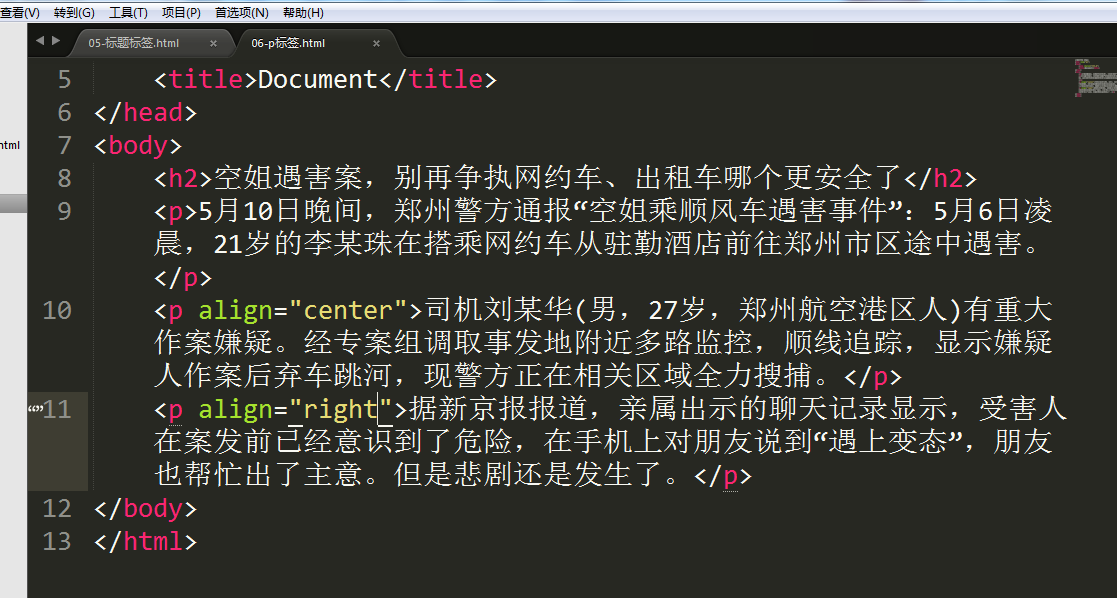 查看(V) 转到(G) 工具(T) 项目(P) 首选项(N) 帮助(H)
05-标题标签.html × 06-p标签.html ×
html
5 <title>Document</title>
6 </head>
7 <body>
8 <h2>空姐遇害案，别再争执网约车、出租车哪个更安全了</h2>
9 <p>5月10日晚间，郑州警方通报“空姐乘顺风车遇害事件”：5月6日凌
晨，21岁的李某珠在搭乘网约车从驻勤酒店前往郑州市区途中遇害。
</p>
10 <p align="center">司机刘某华(男，27岁，郑州航空港区人)有重大
作案嫌疑。经专案组调取事发地附近多路监控，顺线追踪，显示嫌疑
人作案后弃车跳河，现警方正在相关区域全力搜捕。</p>
“”11 <p align="right">据新京报报道，亲属出示的聊天记录显示，受害人
在案发前已经意识到了危险，在手机上对朋友说到“遇上变态”，朋友
也帮忙出了主意。但是悲剧还是发生了。</p>
12 </body>
13 </html>